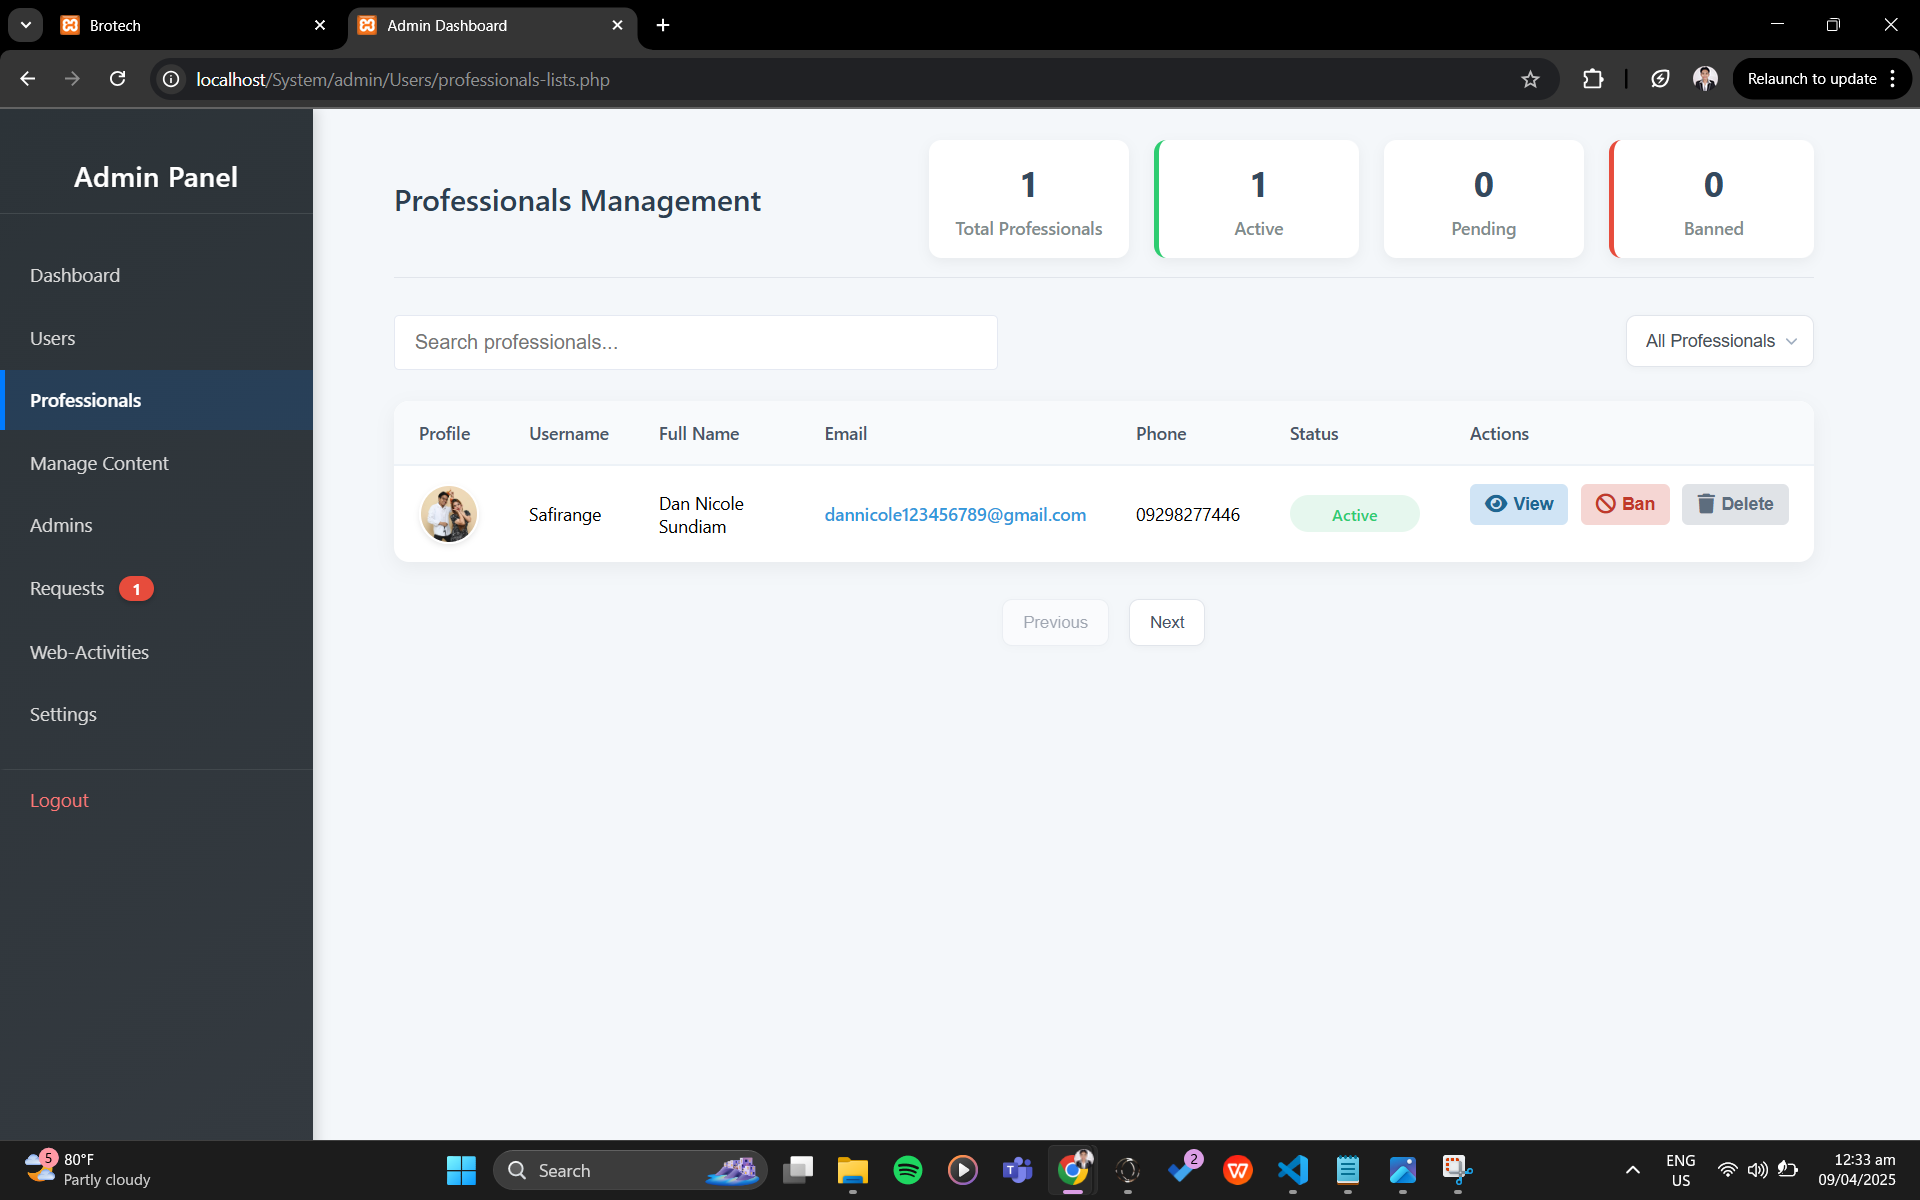 Brotech
Admin Dashboard
localhost/System/admin/Users/professionals-lists.php
Relaunch to update
Admin Panel
Dashboard
Users
Professionals
Manage Content
Admins
Requests 1
Web-Activities
Settings
Logout
Professionals Management
1
Total Professionals
1
Active
0
Pending
0
Banned
Search professionals...
All Professionals
Profile Username Full Name Email Phone Status Actions
Safirange Dan Nicole Sundiam dannicole123456789@gmail.com 09298277446 Active View Ban Delete
Previous Next
5
80°F
Partly cloudy
Search
2
ENG
US
12:33 am
09/04/2025